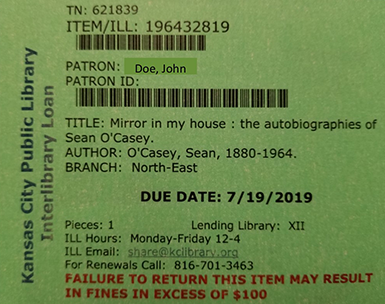 TN: 621839
ITEM/ILL: 196432819
PATRON: Doe, John
PATRON ID:
TITLE: Mirror in my house : the autobiographies of
Sean O'Casey.
AUTHOR: O'Casey, Sean, 1880-1964.
BRANCH: North-East
DUE DATE: 7/19/2019
Pieces: 1 Lending Library: XII
ILL Hours: Monday-Friday 12-4
ILL Email: share@kclibrary.org
For Renewals Call: 816-701-3463
FAILURE TO RETURN THIS ITEM MAY RESULT
IN FINES IN EXCESS OF $100
Kansas City Public Library
Interlibrary Loan